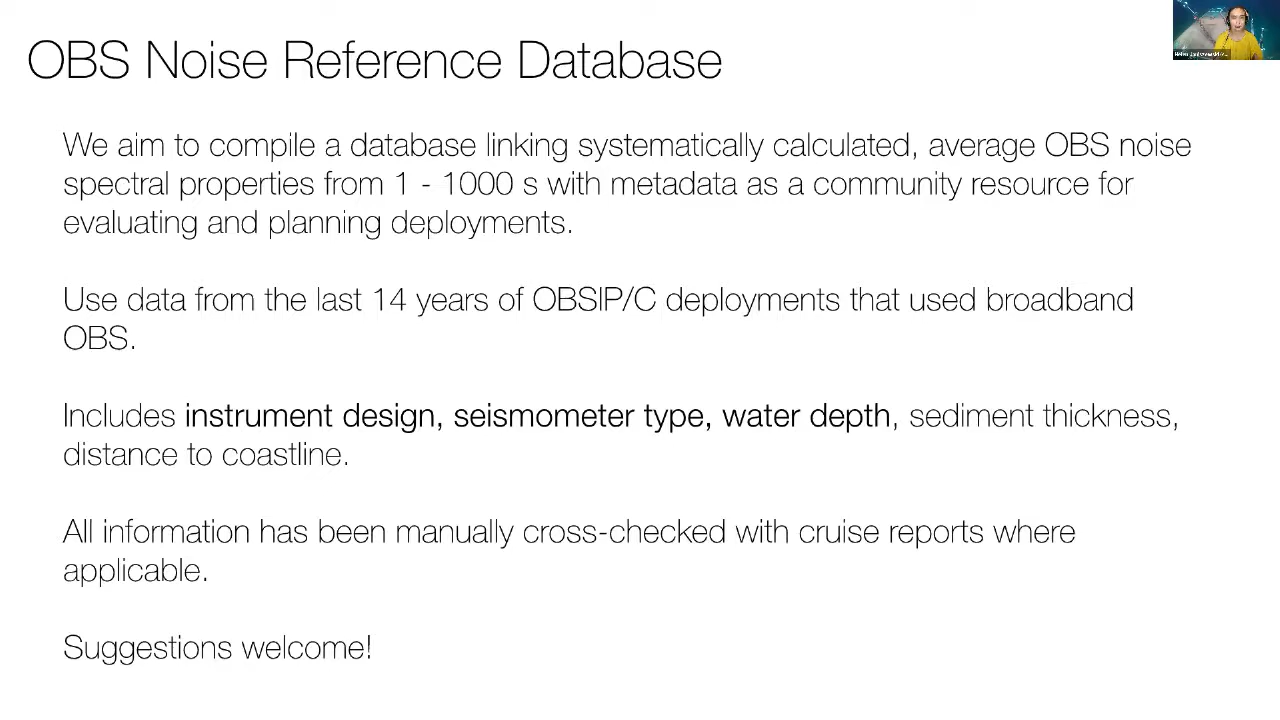 OBS Noise Reference Database
We aim to compile a database linking systematically calculated, average OBS noise
spectral properties from 1 - 1000 s with metadata as a community resource for
evaluating and planning deployments.
Use data from the last 14 years of OBSIP/C deployments that used broadband
OBS.
Includes instrument design, seismometer type, water depth, sediment thickness,
distance to coastline.
All information has been manually cross-checked with cruise reports where
applicable.
Suggestions welcome!